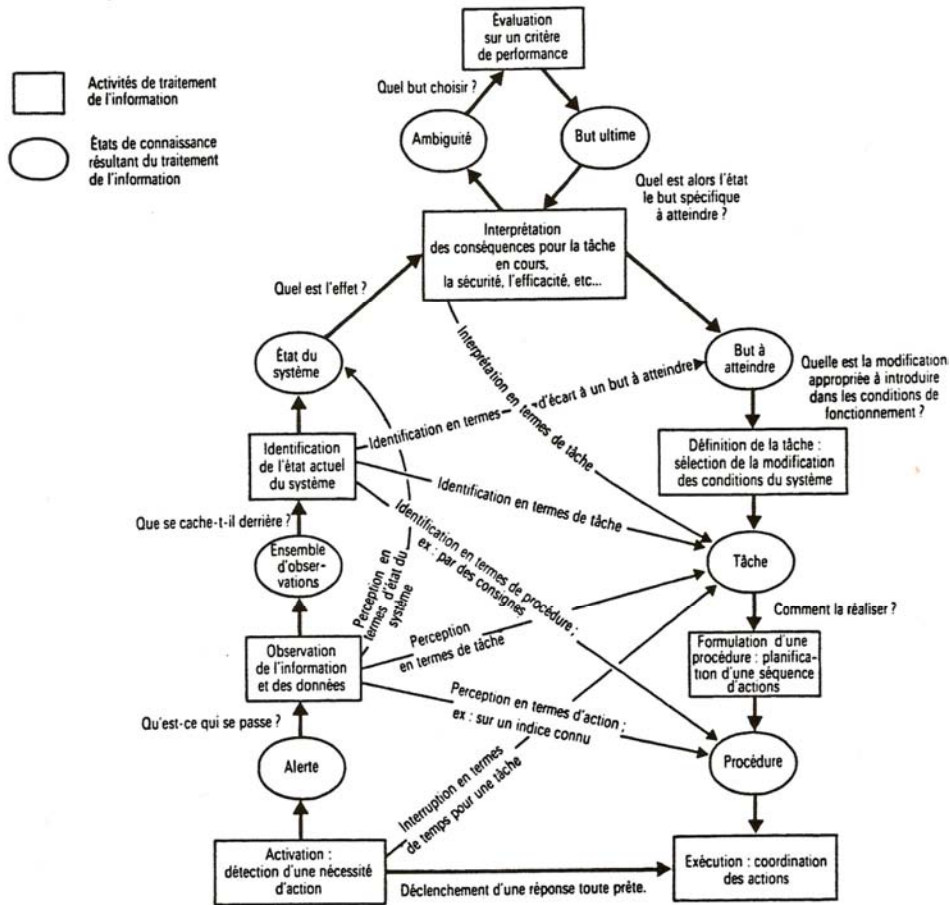 Évaluation
sur un critère
de performance
Activités de traitement
de l'information
Quel but choisir ?
Ambiguité
But ultime
États de connaissance
résultant du traitement
de l'information
Quel est alors l'état
le but spécifique
à atteindre ?
Interprétation
des conséquences pour la tâche
en cours,
la sécurité, l'efficacité, etc...
Quel est l'effet ?
Interprétation en termes de tâche
État du
système
But à
atteindre
Quelle est la modification
appropriée à introduire
dans les conditions de
fonctionnement ?
Identification en termes d'écart à un but à atteindre
Identification
de l'état actuel
du système
Définition de la tâche :
sélection de la modification
des conditions du système
Identification en termes de tâche
Que se cache-t-il derrière ?
Identification en termes de procédure ;
ex : par des consignes
Ensemble
d'obser-
vations
Tâche
Perception en
termes d'état du
système
Comment la réaliser ?
Perception
en termes de tâche
Observation
de l'information
et des données
Formulation d'une
procédure : planifica-
tion d'une séquence
d'actions
Perception en termes d'action ;
ex : sur un indice connu
Qu'est-ce qui se passe ?
Alerte
Procédure
Interruption en termes
de temps pour une tâche
Activation :
détection d'une nécessité
d'action
Exécution : coordination
des actions
Déclenchement d'une réponse toute prête.